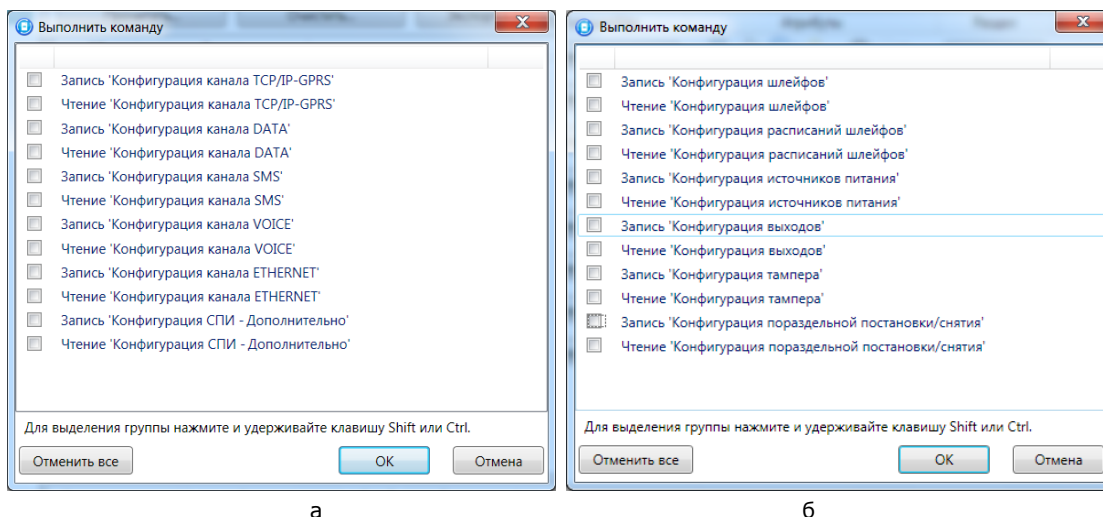 Выполнить команду
Запись 'Конфигурация канала TCP/IP-GPRS'
Чтение 'Конфигурация канала TCP/IP-GPRS'
Запись 'Конфигурация канала DATA'
Чтение 'Конфигурация канала DATA'
Запись 'Конфигурация канала SMS'
Чтение 'Конфигурация канала SMS'
Запись 'Конфигурация канала VOICE'
Чтение 'Конфигурация канала VOICE'
Запись 'Конфигурация канала ETHERNET'
Чтение 'Конфигурация канала ETHERNET'
Запись 'Конфигурация СПИ - Дополнительно'
Чтение 'Конфигурация СПИ - Дополнительно'
Для выделения группы нажмите и удерживайте клавишу Shift или Ctrl.
Отменить все
ОК
Отмена
а
Выполнить команду
Запись 'Конфигурация шлейфов'
Чтение 'Конфигурация шлейфов'
Запись 'Конфигурация расписаний шлейфов'
Чтение 'Конфигурация расписаний шлейфов'
Запись 'Конфигурация источников питания'
Чтение 'Конфигурация источников питания'
Запись 'Конфигурация выходов'
Чтение 'Конфигурация выходов'
Запись 'Конфигурация тампера'
Чтение 'Конфигурация тампера'
Запись 'Конфигурация пораздельной постановки/снятия'
Чтение 'Конфигурация пораздельной постановки/снятия'
Для выделения группы нажмите и удерживайте клавишу Shift или Ctrl.
Отменить все
ОК
Отмена
б